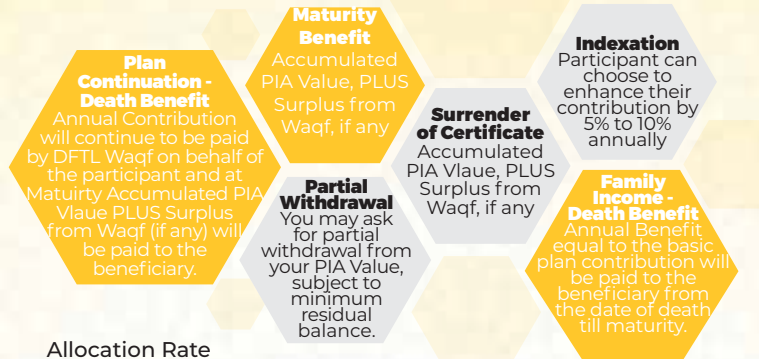 Plan
Continuation -
Death Benefit
Annual Contribution
will continue to be paid
by DFTL Waqf on behalf of
the participant and at
Matuirty Accumulated PIA
Vlaue PLUS Surplus
from Waqf (if any) will
be paid to the
beneficiary.
Maturity
Benefit
Accumulated
PIA Value, PLUS
Surplus from
Waqf, if any
Partial
Withdrawal
You may ask
for partial
withdrawal from
your PIA Value,
subject to
minimum
residual
balance.
Surrender
of Certificate
Accumulated
PIA Vlaue, PLUS
Surplus from
Waqf, if any
Indexation
Participant can
choose to
enhance their
contribution by
5% to 10%
annually
Family
Income -
Death Benefit
Annual Benefit
equal to the basic
plan contribution will
be paid to the
beneficiary from
the date of death
till maturity.
Allocation Rate